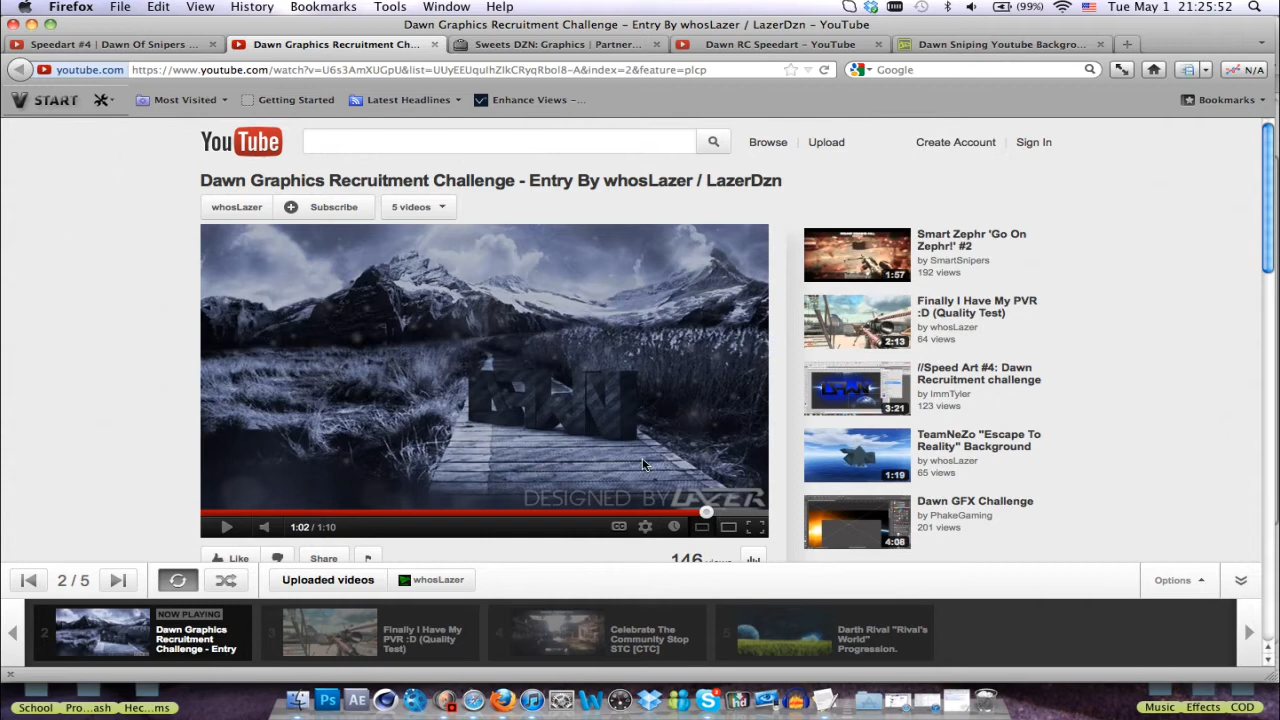 Firefox File Edit View History Bookmarks Tools Window Help (99%) Tue May 1 21:25:52
Dawn Graphics Recruitment Challenge - Entry By whosLazer / LazerDzn - YouTube
Speedart #4 | Dawn Of Snipers ... Dawn Graphics Recruitment Ch... Sweets DZN: Graphics | Partner... Dawn RC Speedart - YouTube Dawn Sniping Youtube Backgro...
youtube.com https://www.youtube.com/watch?v=U6s3AmXUGpU&list=UUyEEUquIhZIkCRyqRbol8-A&index=2&feature=plcp Google N/A
START Most Visited Getting Started Latest Headlines Enhance Views -... Bookmarks
YouTube Browse Upload Create Account Sign In
Dawn Graphics Recruitment Challenge - Entry By whosLazer / LazerDzn
whosLazer Subscribe 5 videos
Smart Zephr 'Go On
Zephr!' #2
by SmartSnipers
192 views
1:57
Finally I Have My PVR
:D (Quality Test)
by whosLazer
64 views
2:13
//Speed Art #4: Dawn
Recruitment challenge
by ImmTyler
123 views
3:21
TeamNeZo "Escape To
Reality" Background
by whosLazer
65 views
1:19
Dawn GFX Challenge
by PhakeGaming
201 views
4:08
DESIGNED BY LAZER
1:02 / 1:10
Like Share 146 views
2 / 5 Uploaded videos whosLazer Options
2 NOW PLAYING
Dawn Graphics
Recruitment
Challenge - Entry
3 Finally I Have My
PVR :D (Quality
Test)
4 Celebrate The
Community Stop
STC [CTC]
5 Darth Rival "Rival's
World"
Progression.
Ps AE hd
School Pro...ash Hec...ms Music Effects COD